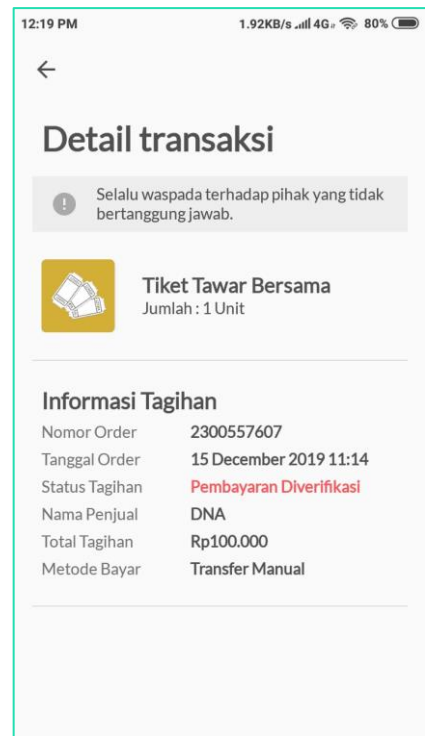 12:19 PM 1.92KB/s 4G 80%
Detail transaksi
Selalu waspada terhadap pihak yang tidak
bertanggung jawab.
Tiket Tawar Bersama
Jumlah : 1 Unit
Informasi Tagihan
Nomor Order 2300557607
Tanggal Order 15 December 2019 11:14
Status Tagihan Pembayaran Diverifikasi
Nama Penjual DNA
Total Tagihan Rp100.000
Metode Bayar Transfer Manual